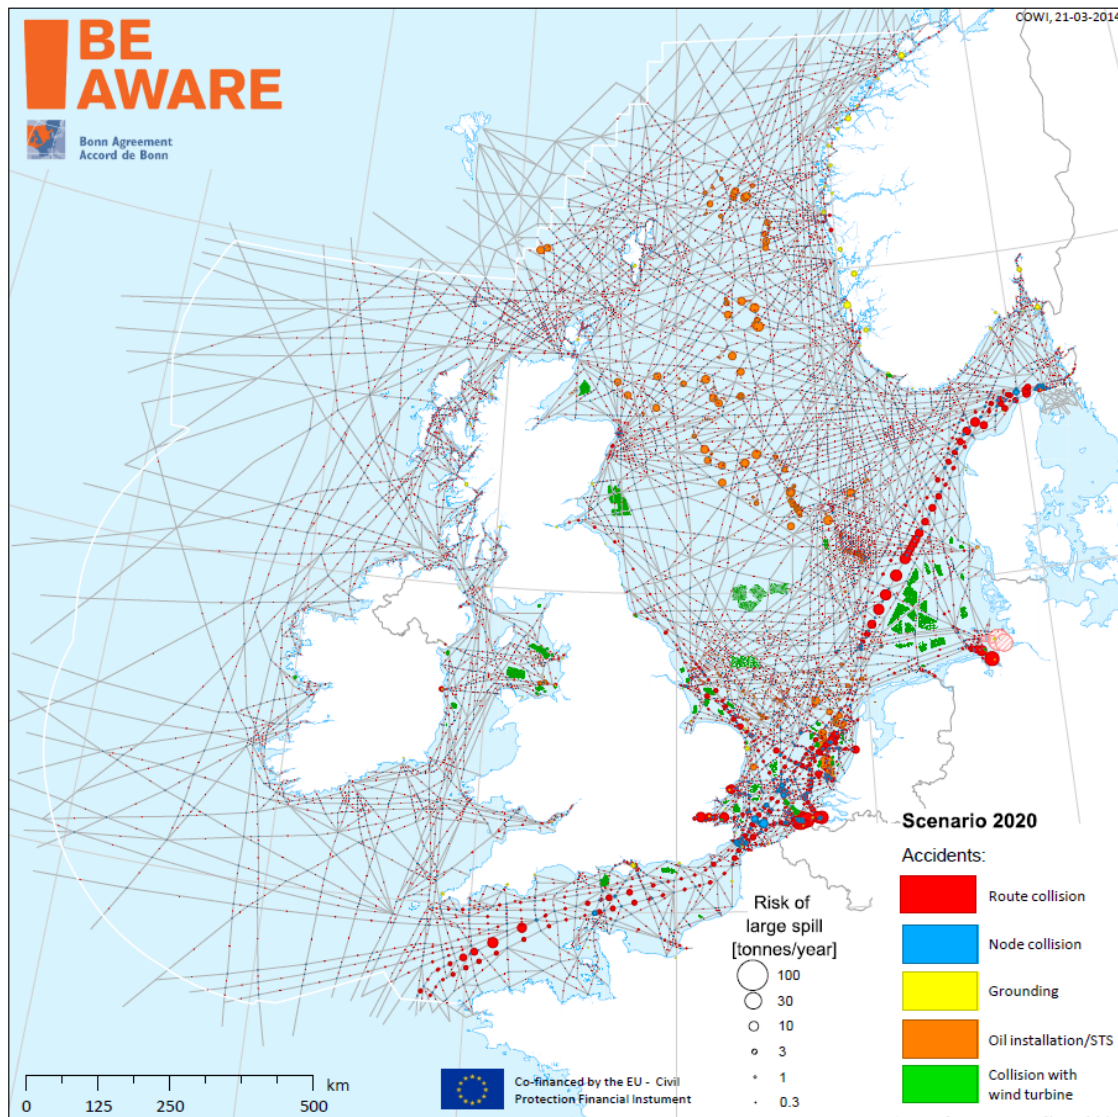 COWI, 21-03-2014
BE
AWARE
Bonn Agreement
Accord de Bonn
Scenario 2020
Accidents:
Route collision
Node collision
Grounding
Oil installation/STS
Collision with
wind turbine
Risk of
large spill
[tonnes/year]
100
30
10
3
1
0.3
km
0 125 250 500
Co-financed by the EU - Civil
Protection Financial Instument